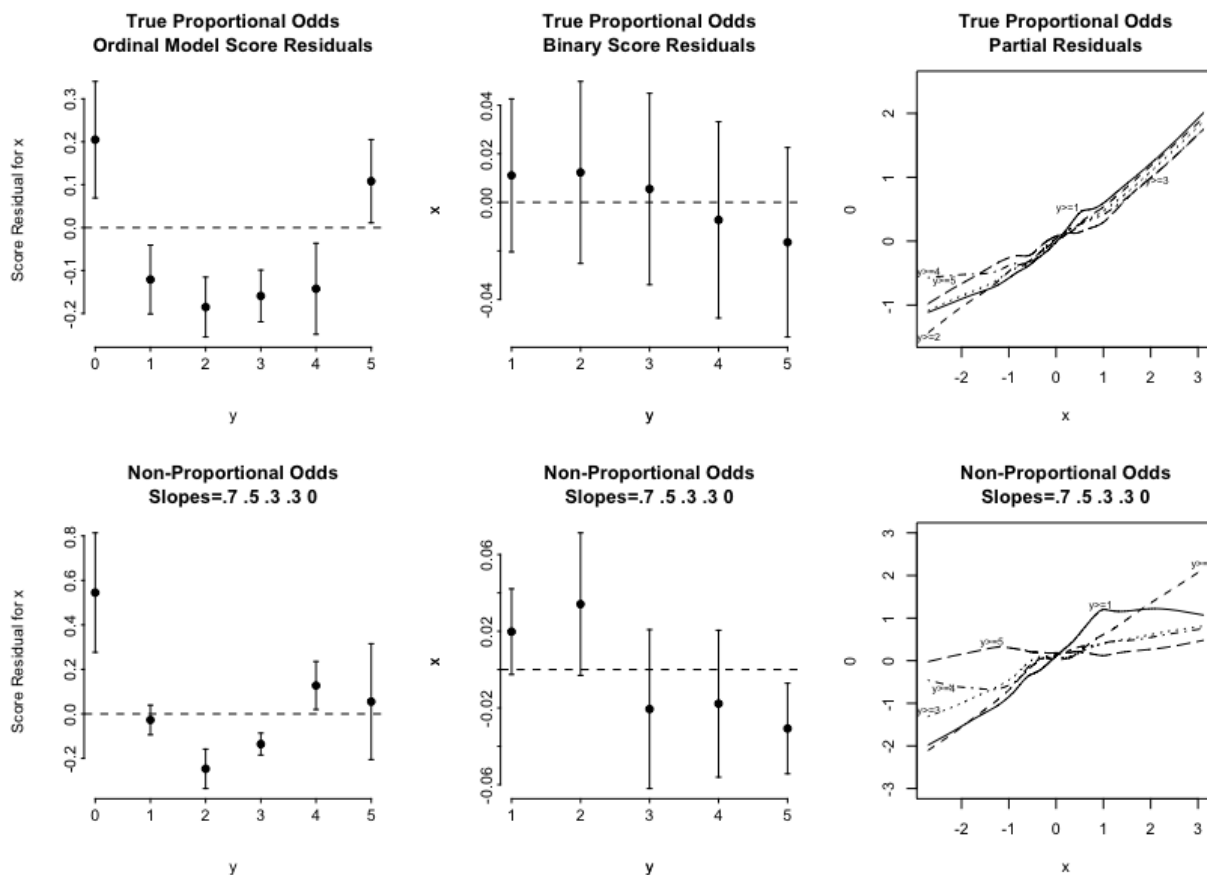 True Proportional Odds
Ordinal Model Score Residuals
Score Residual for x
0.3
0.2
0.1
0.0
-0.1
-0.2
0 1 2 3 4 5
y
True Proportional Odds
Binary Score Residuals
x
0.04
0.02
0.00
-0.04
1 2 3 4 5
y
True Proportional Odds
Partial Residuals
0
2
1
0
-1
y>=1
y>=3
y>=4
y>=5
y>=2
-2 -1 0 1 2 3
x
Non-Proportional Odds
Slopes=.7 .5 .3 .3 0
Score Residual for x
0.8
0.6
0.4
0.2
0.0
-0.2
0 1 2 3 4 5
y
Non-Proportional Odds
Slopes=.7 .5 .3 .3 0
x
0.06
0.02
-0.02
-0.06
1 2 3 4 5
y
Non-Proportional Odds
Slopes=.7 .5 .3 .3 0
0
3
2
1
0
-1
-2
-3
y>=
y>=1
y>=5
y>=4
y>=3
-2 -1 0 1 2 3
x